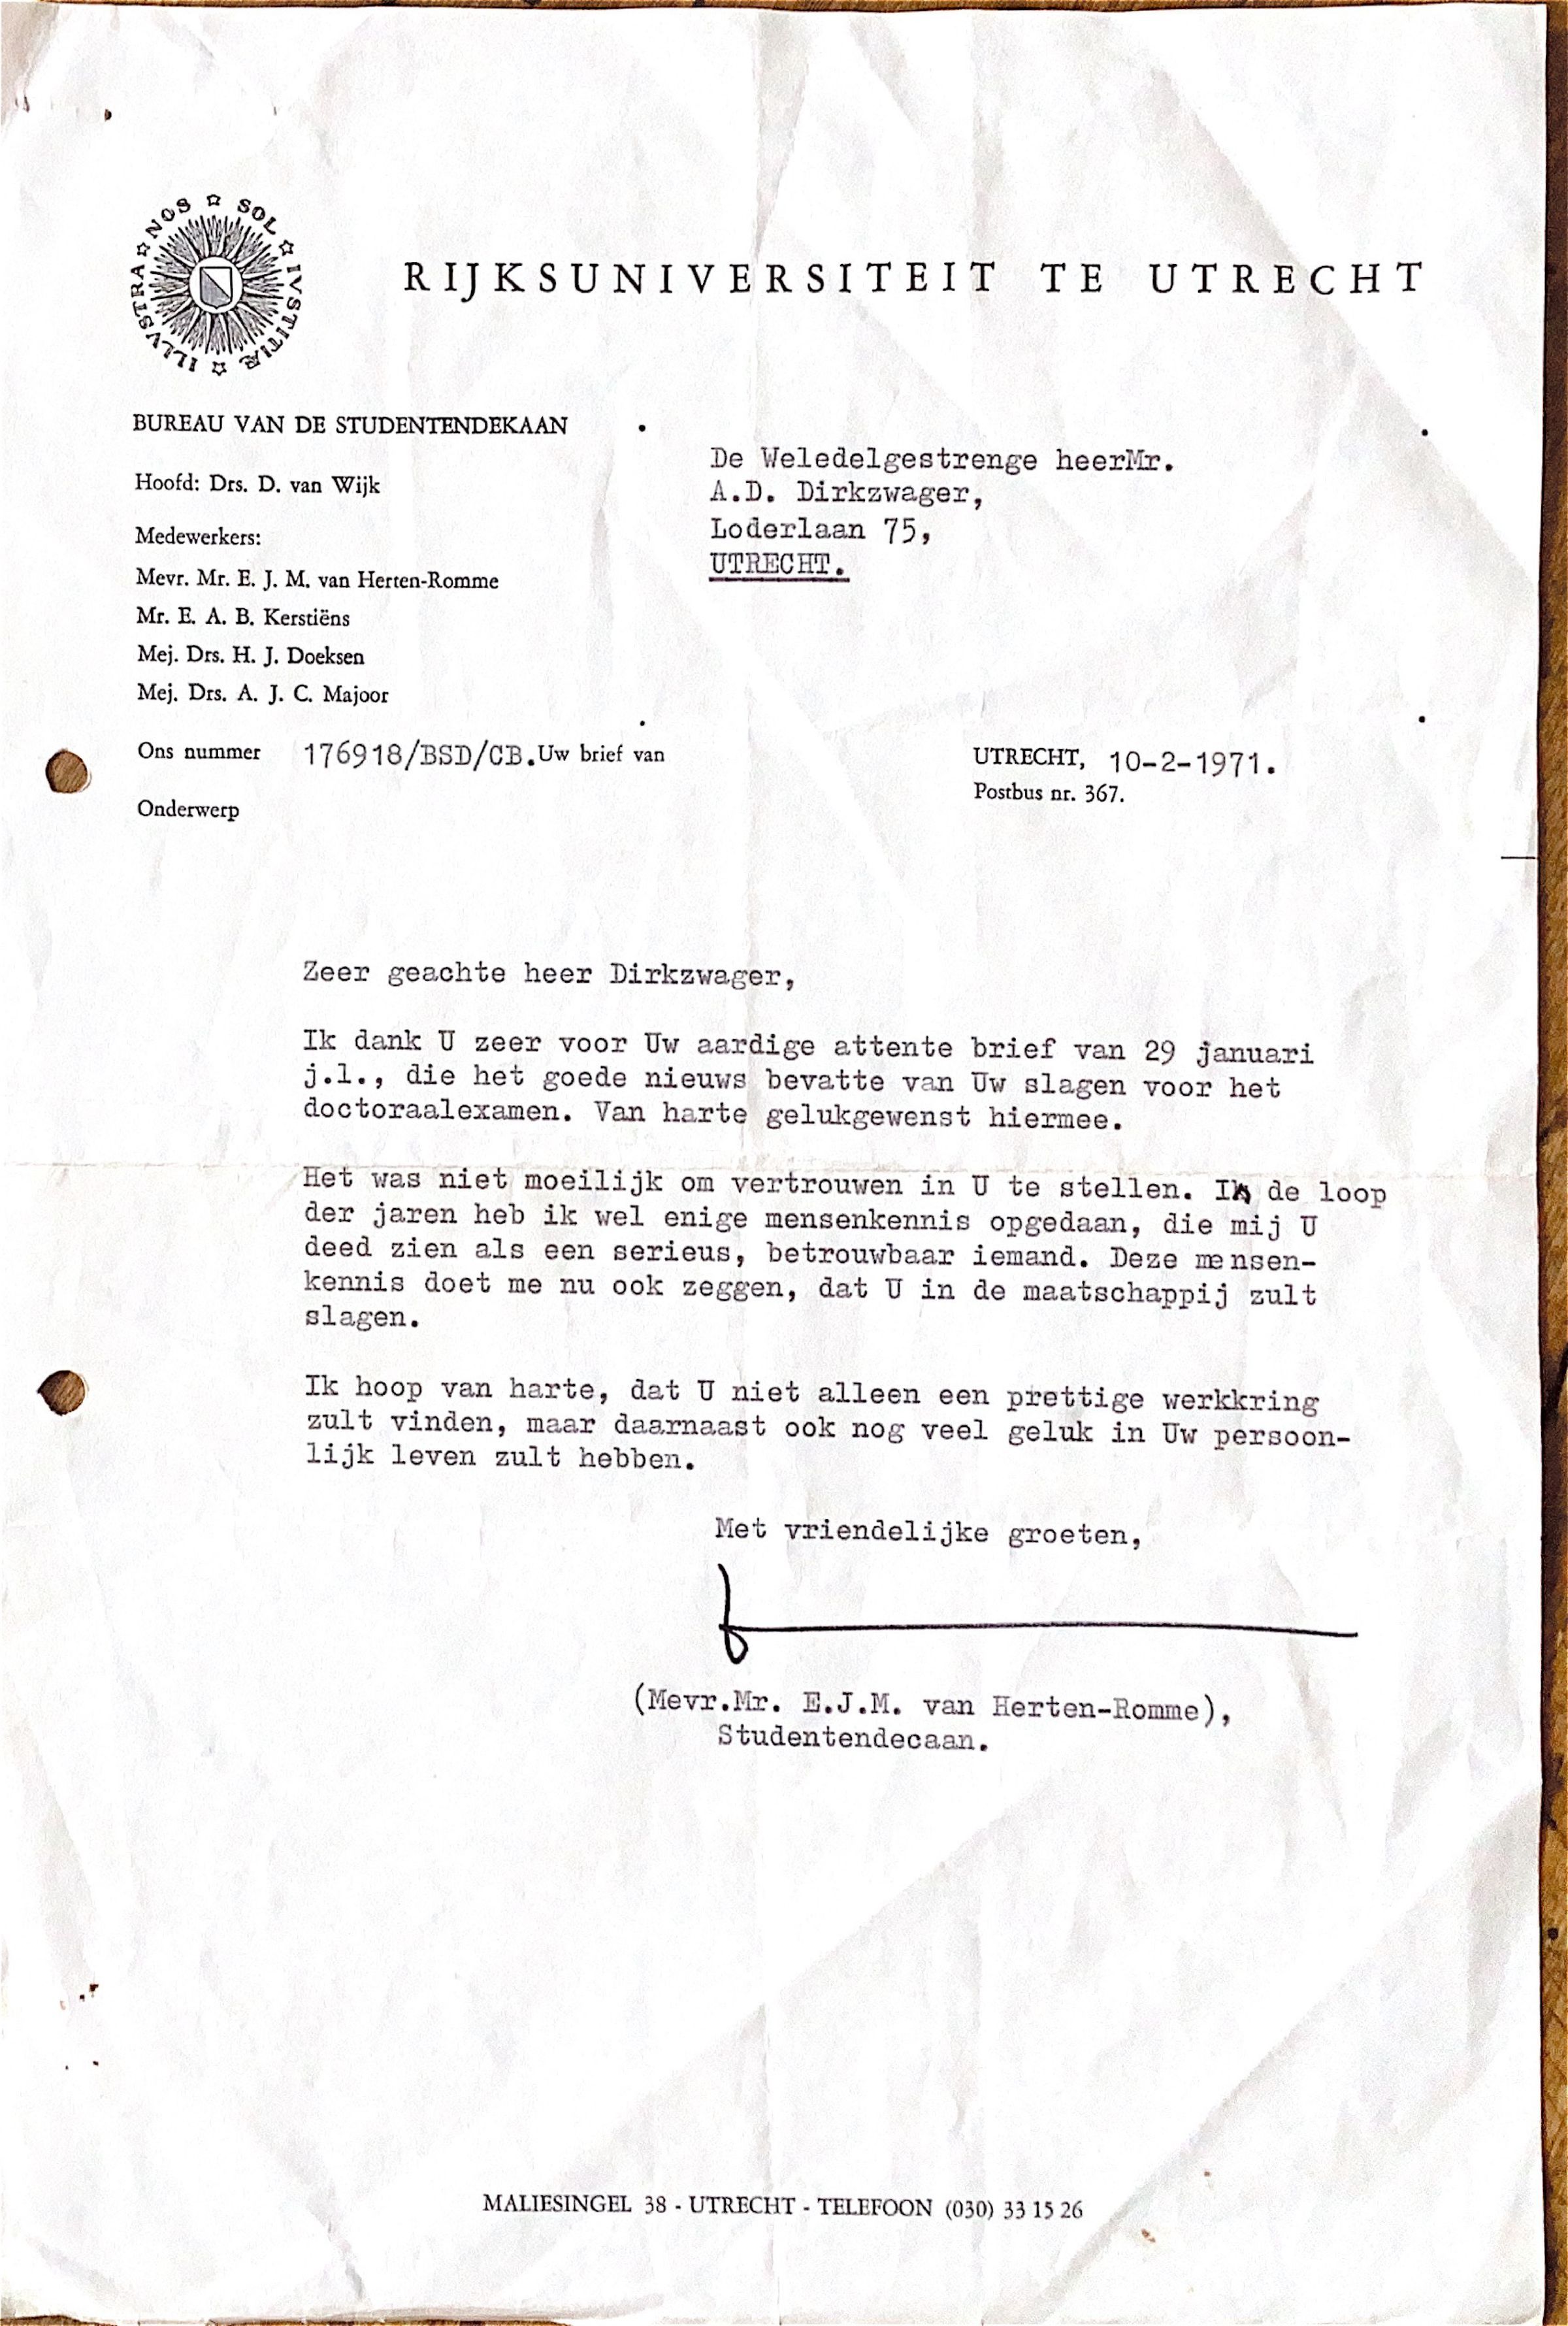 SOL ☆ IVSTITIÆ ☆ ILLVSTRA ☆ NOS ☆
RIJKSUNIVERSITEIT TE UTRECHT
BUREAU VAN DE STUDENTENDEKAAN
Hoofd: Drs. D. van Wijk
Medewerkers:
Mevr. Mr. E. J. M. van Herten-Romme
Mr. E. A. B. Kerstiëns
Mej. Drs. H. J. Doeksen
Mej. Drs. A. J. C. Majoor
De Weledelgestrenge heerMr.
A.D. Dirkzwager,
Loderlaan 75,
UTRECHT.
Ons nummer 176918/BSD/CB. Uw brief van
UTRECHT, 10-2-1971.
Postbus nr. 367.
Onderwerp
Zeer geachte heer Dirkzwager,
Ik dank U zeer voor Uw aardige attente brief van 29 januari
j.l., die het goede nieuws bevatte van Uw slagen voor het
doctoraalexamen. Van harte gelukgewenst hiermee.
Het was niet moeilijk om vertrouwen in U te stellen. In de loop
der jaren heb ik wel enige mensenkennis opgedaan, die mij U
deed zien als een serieus, betrouwbaar iemand. Deze mensen-
kennis doet me nu ook zeggen, dat U in de maatschappij zult
slagen.
Ik hoop van harte, dat U niet alleen een prettige werkkring
zult vinden, maar daarnaast ook nog veel geluk in Uw persoon-
lijk leven zult hebben.
Met vriendelijke groeten,
(Mevr.Mr. E.J.M. van Herten-Romme),
Studentendecaan.
MALIESINGEL 38 - UTRECHT - TELEFOON (030) 33 15 26